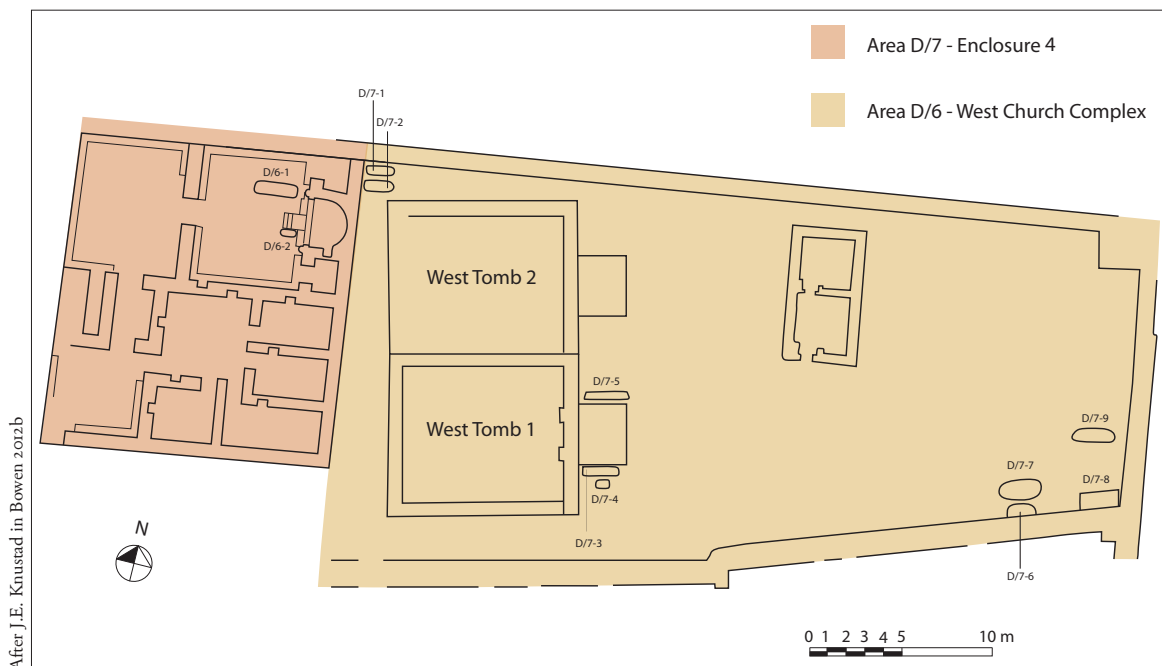 Area D/7 - Enclosure 4
Area D/6 - West Church Complex
D/7-1
D/7-2
D/6-1
D/6-2
West Tomb 2
D/7-5
West Tomb 1
D/7-9
D/7-7
D/7-8
D/7-4
D/7-3
D/7-6
N
0 1 2 3 4 5 10 m
After J.E. Knustad in Bowen 2012b